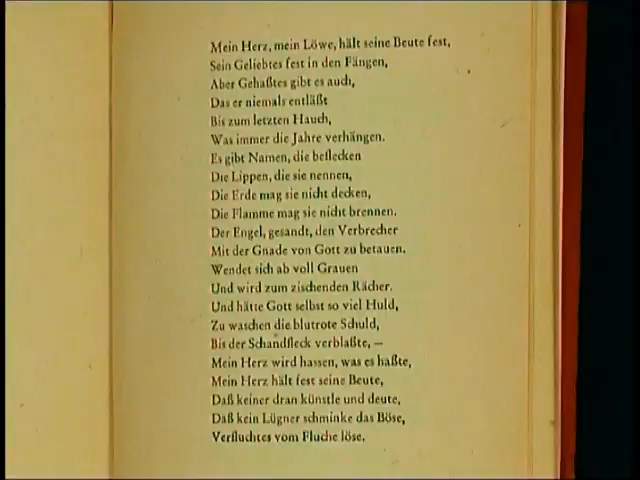 Mein Herz, mein Löwe, hält seine Beute fest,
Sein Geliebtes fest in den Fängen,
Aber Gehaßtes gibt es auch,
Das er niemals entläßt
Bis zum letzten Hauch,
Was immer die Jahre verhängen.
Es gibt Namen, die beflecken
Die Lippen, die sie nennen,
Die Erde mag sie nicht decken,
Die Flamme mag sie nicht brennen.
Der Engel, gesandt, den Verbrecher
Mit der Gnade von Gott zu betauen,
Wendet sich ab voll Grauen
Und wird zum zischenden Rächer.
Und hätte Gott selbst so viel Huld,
Zu waschen die blutrote Schuld,
Bis der Schandfleck verblaßte, —
Mein Herz wird hassen, was es haßte,
Mein Herz hält fest seine Beute,
Daß keiner dran künstle und deute,
Daß kein Lügner schminke das Böse,
Verfluchtes vom Fluche löse.